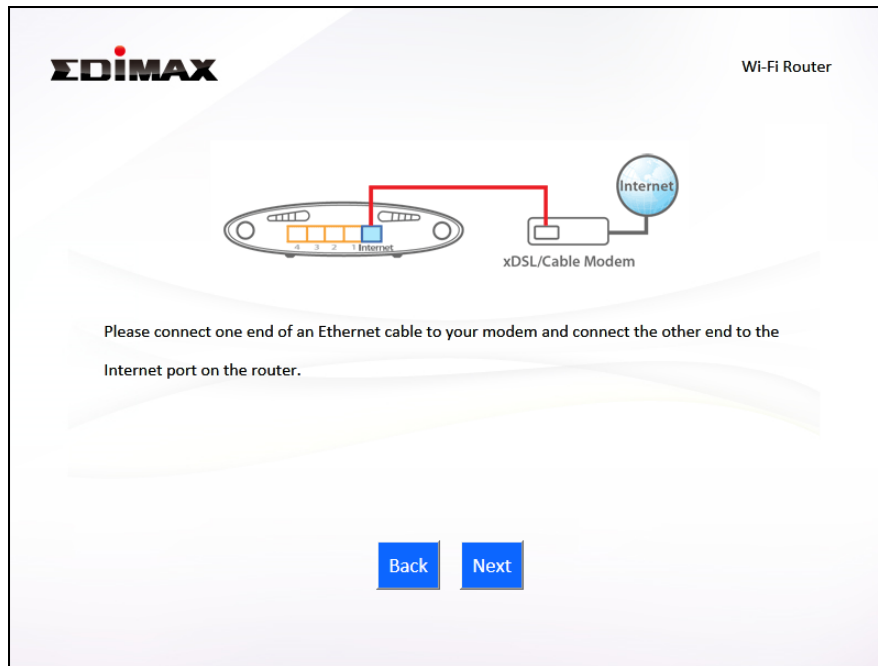 EDIMAX
Wi-Fi Router
Internet
4 3 2 1 Internet
xDSL/Cable Modem
Please connect one end of an Ethernet cable to your modem and connect the other end to the
Internet port on the router.
Back Next